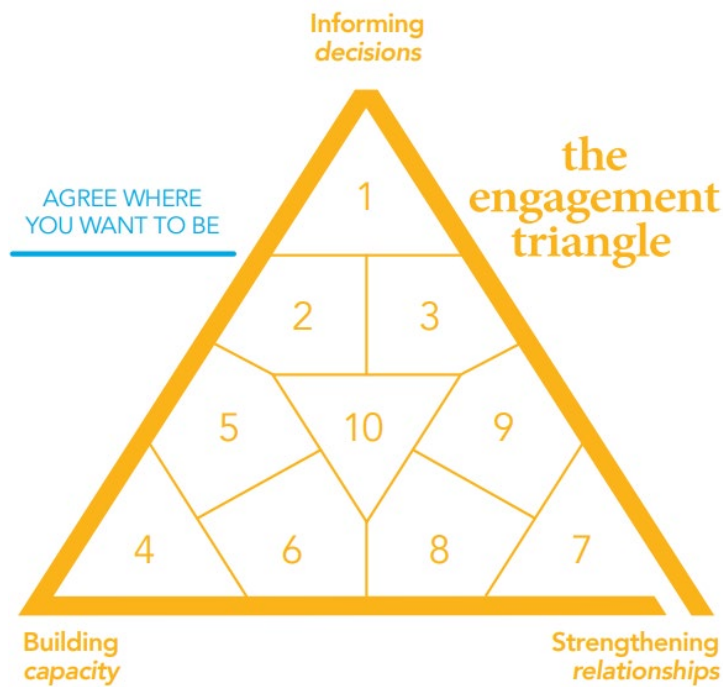 Informing
decisions
the
engagement
triangle
AGREE WHERE
YOU WANT TO BE
1
2 3
5 10 9
4 6 8 7
Building
capacity
Strengthening
relationships